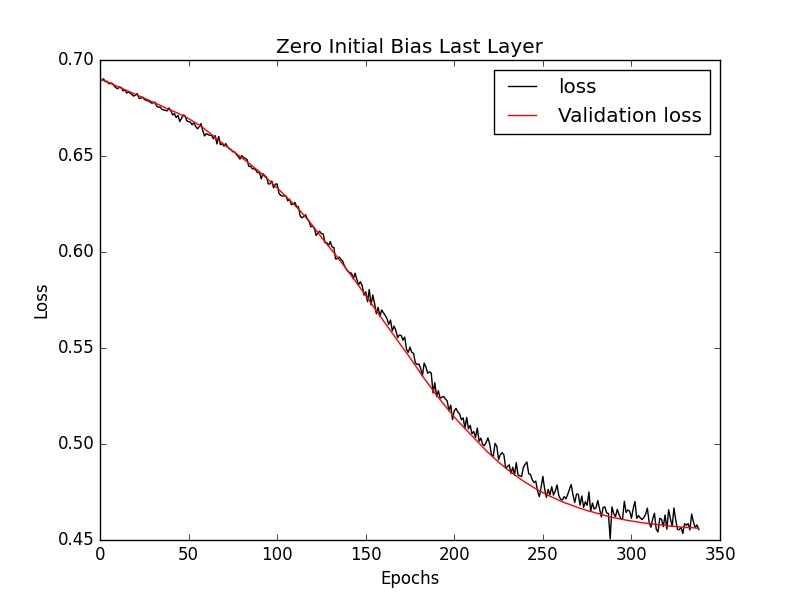 Zero Initial Bias Last Layer
0.70
loss
Validation loss
0.65
0.60
Loss
0.55
0.50
0.45
0 50 100 150 200 250 300 350
Epochs